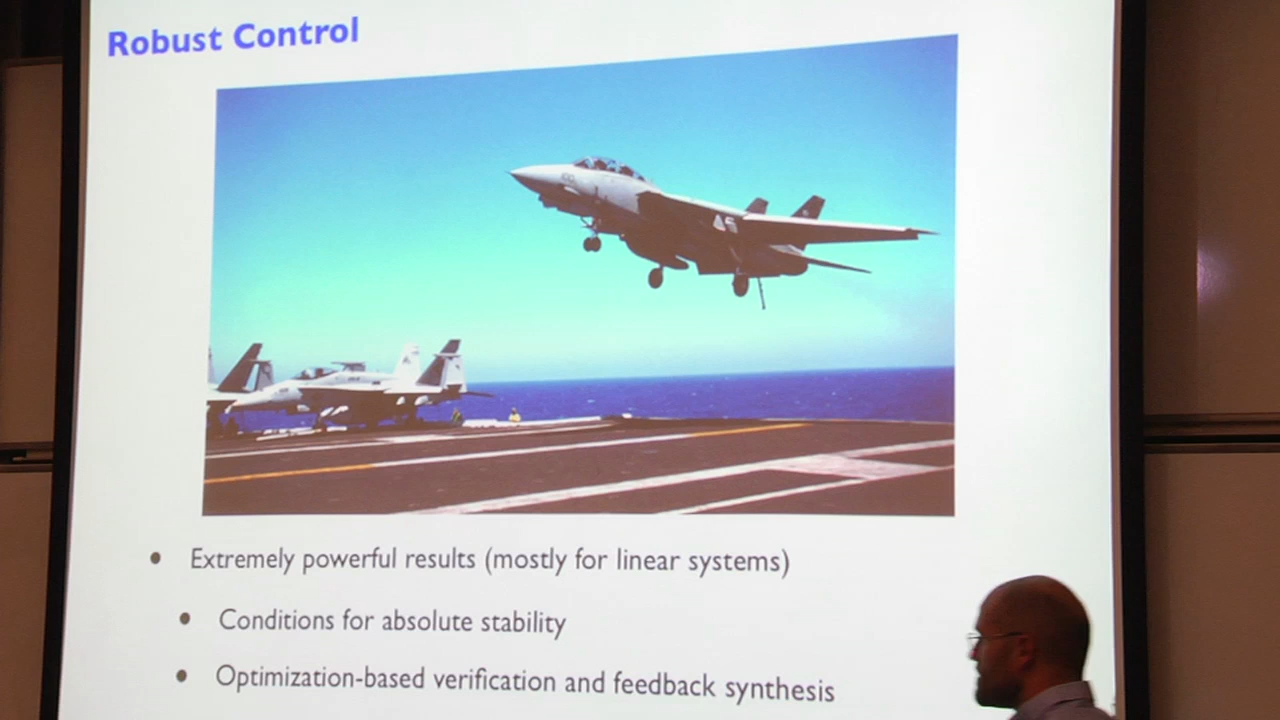 Robust Control
Extremely powerful results (mostly for linear systems)
Conditions for absolute stability
Optimization-based verification and feedback synthesis